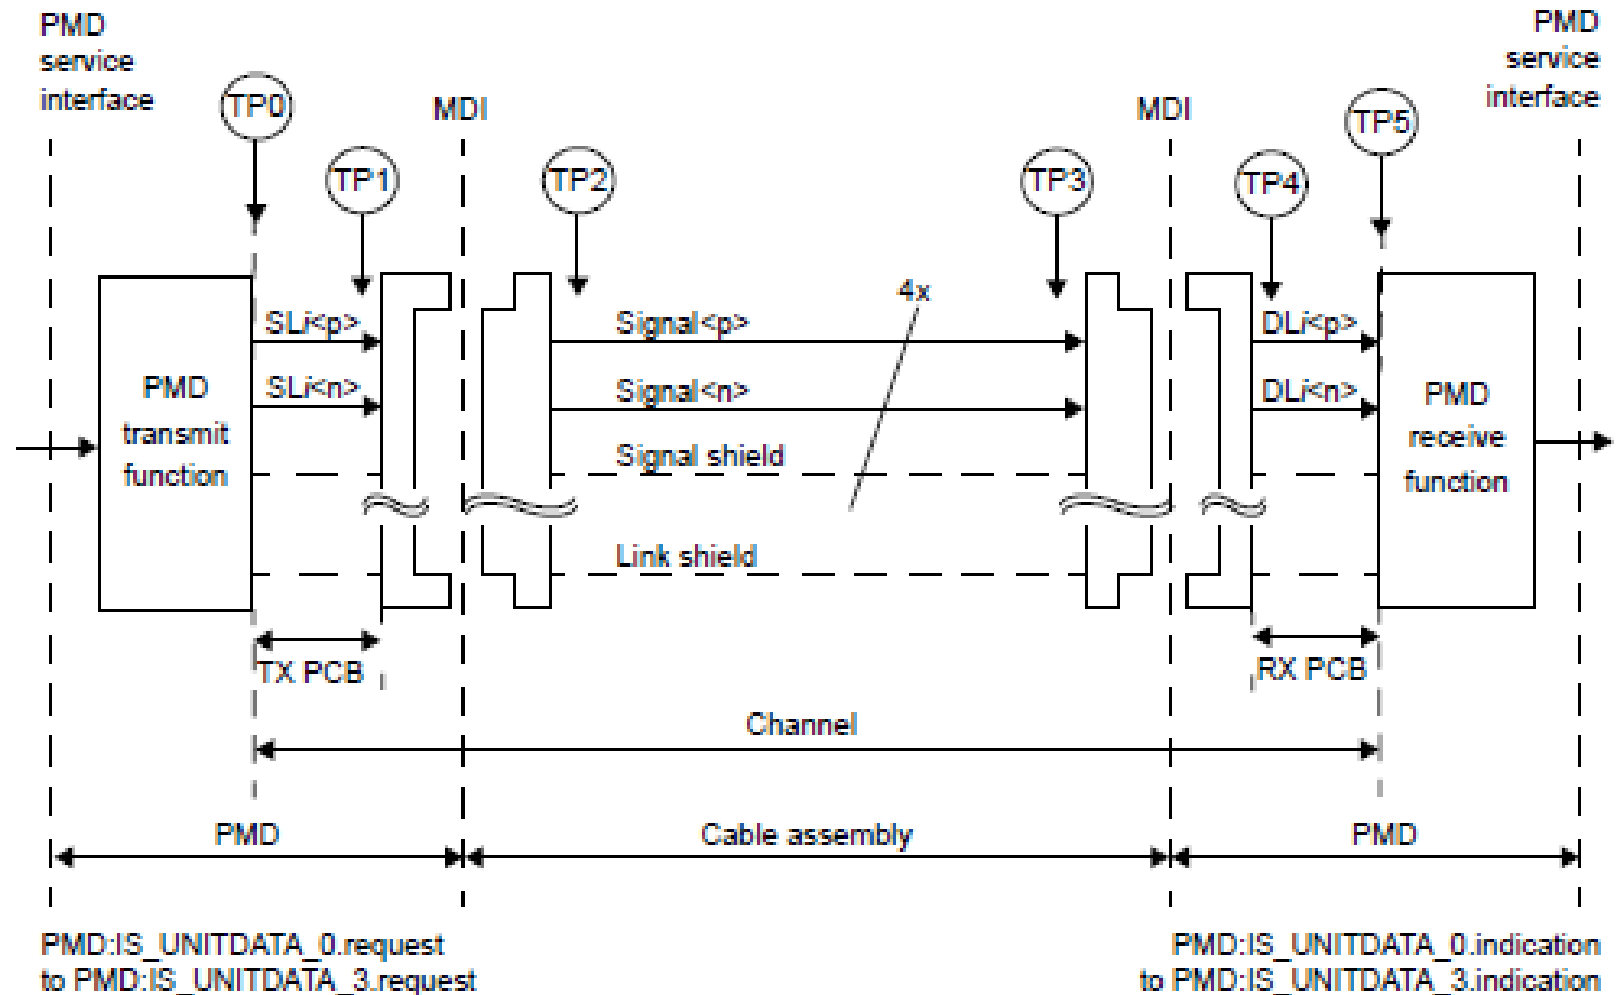 PMD
service
interface
PMD
service
interface
TP0
MDI
MDI
TP5
TP1
TP2
TP3
TP4
4x
SLi<p>
Signal<p>
DLi<p>
SLi<n>
Signal<n>
DLi<n>
PMD
transmit
function
PMD
receive
function
Signal shield
Link shield
TX PCB
RX PCB
Channel
PMD
Cable assembly
PMD
PMD:IS_UNITDATA_0.request
to PMD:IS_UNITDATA_3.request
PMD:IS_UNITDATA_0.indication
to PMD:IS_UNITDATA_3.indication